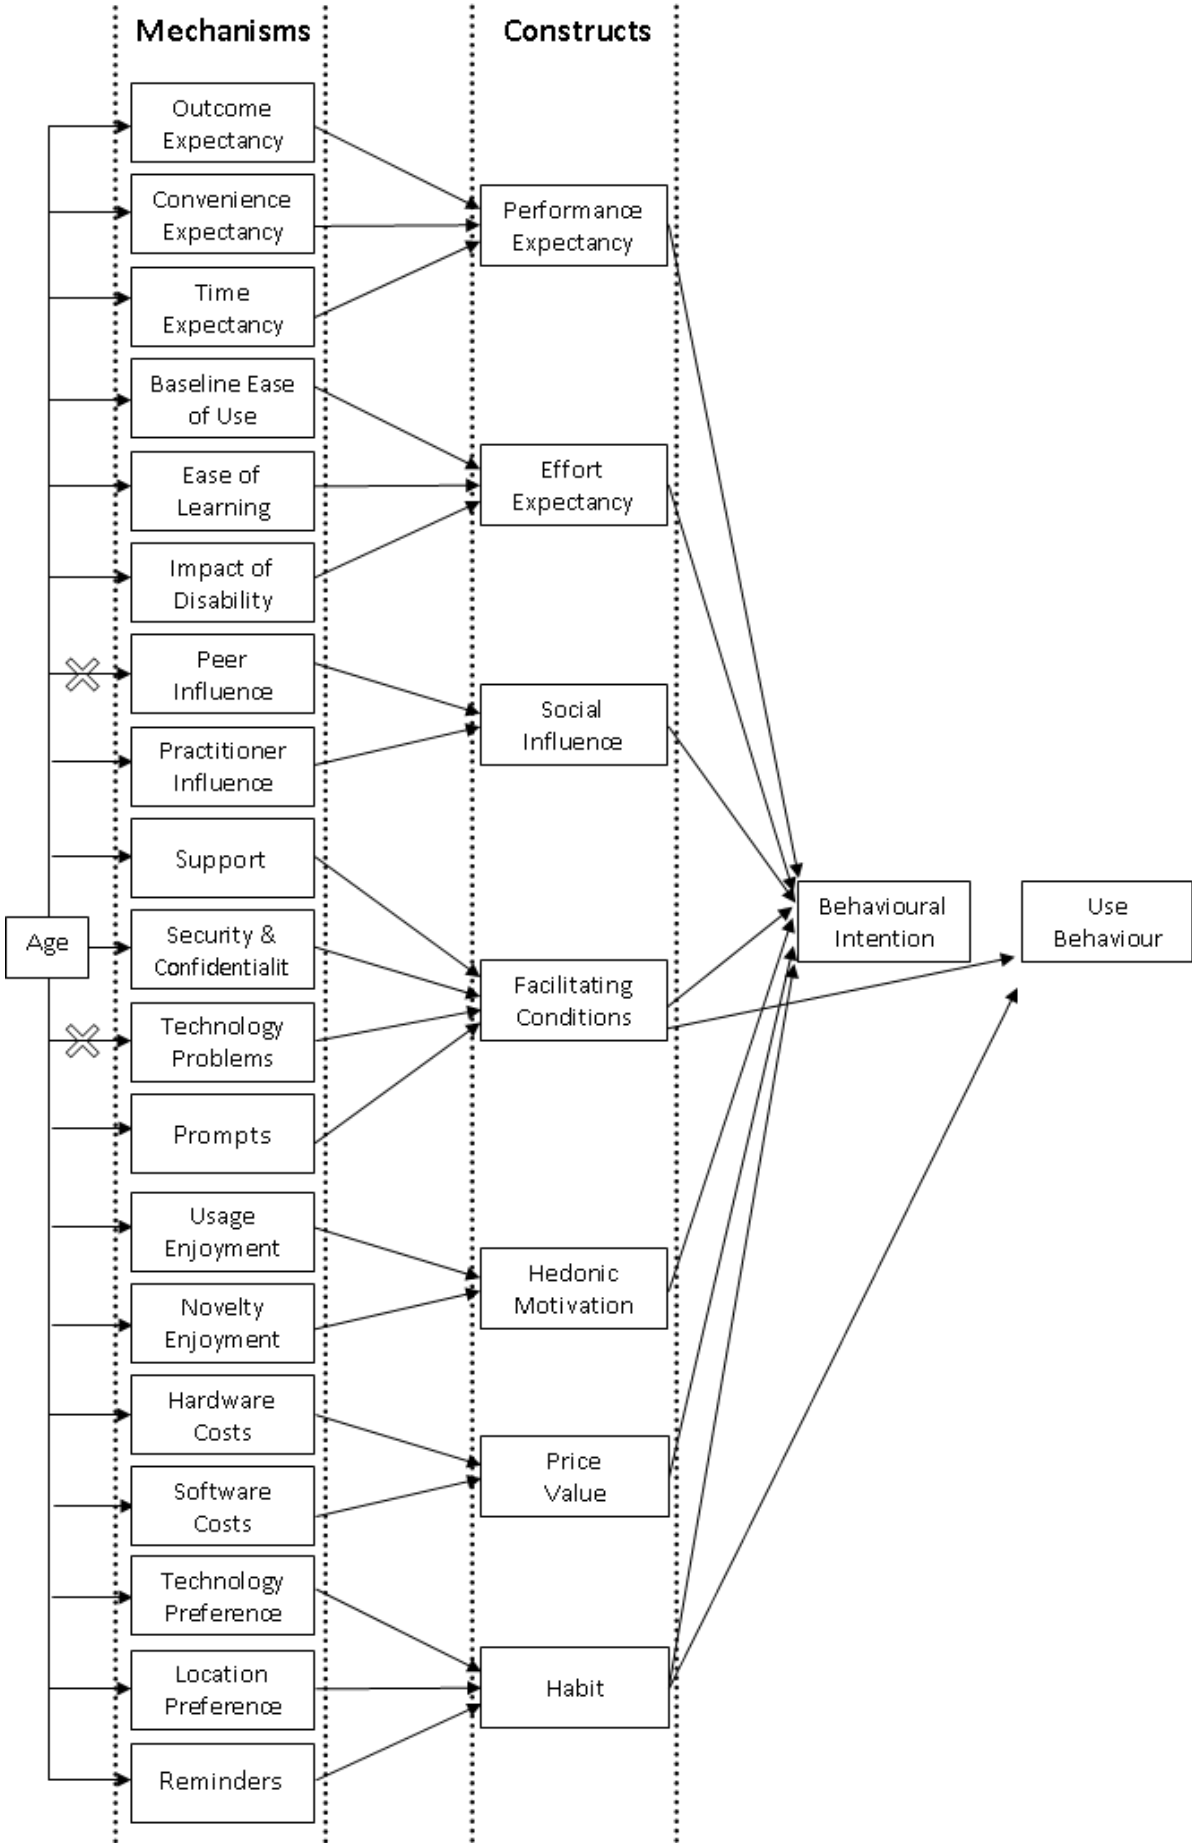 Mechanisms
Constructs
Outcome
Expectancy
Convenience
Expectancy
Time
Expectancy
Baseline Ease
of Use
Ease of
Learning
Impact of
Disability
Peer
Influence
Practitioner
Influence
Support
Age
Security &
Confidentialit
Technology
Problems
Prompts
Usage
Enjoyment
Novelty
Enjoyment
Hardware
Costs
Software
Costs
Technology
Preference
Location
Preference
Reminders
Performance
Expectancy
Effort
Expectancy
Social
Influence
Facilitating
Conditions
Hedonic
Motivation
Price
Value
Habit
Behavioural
Intention
Use
Behaviour